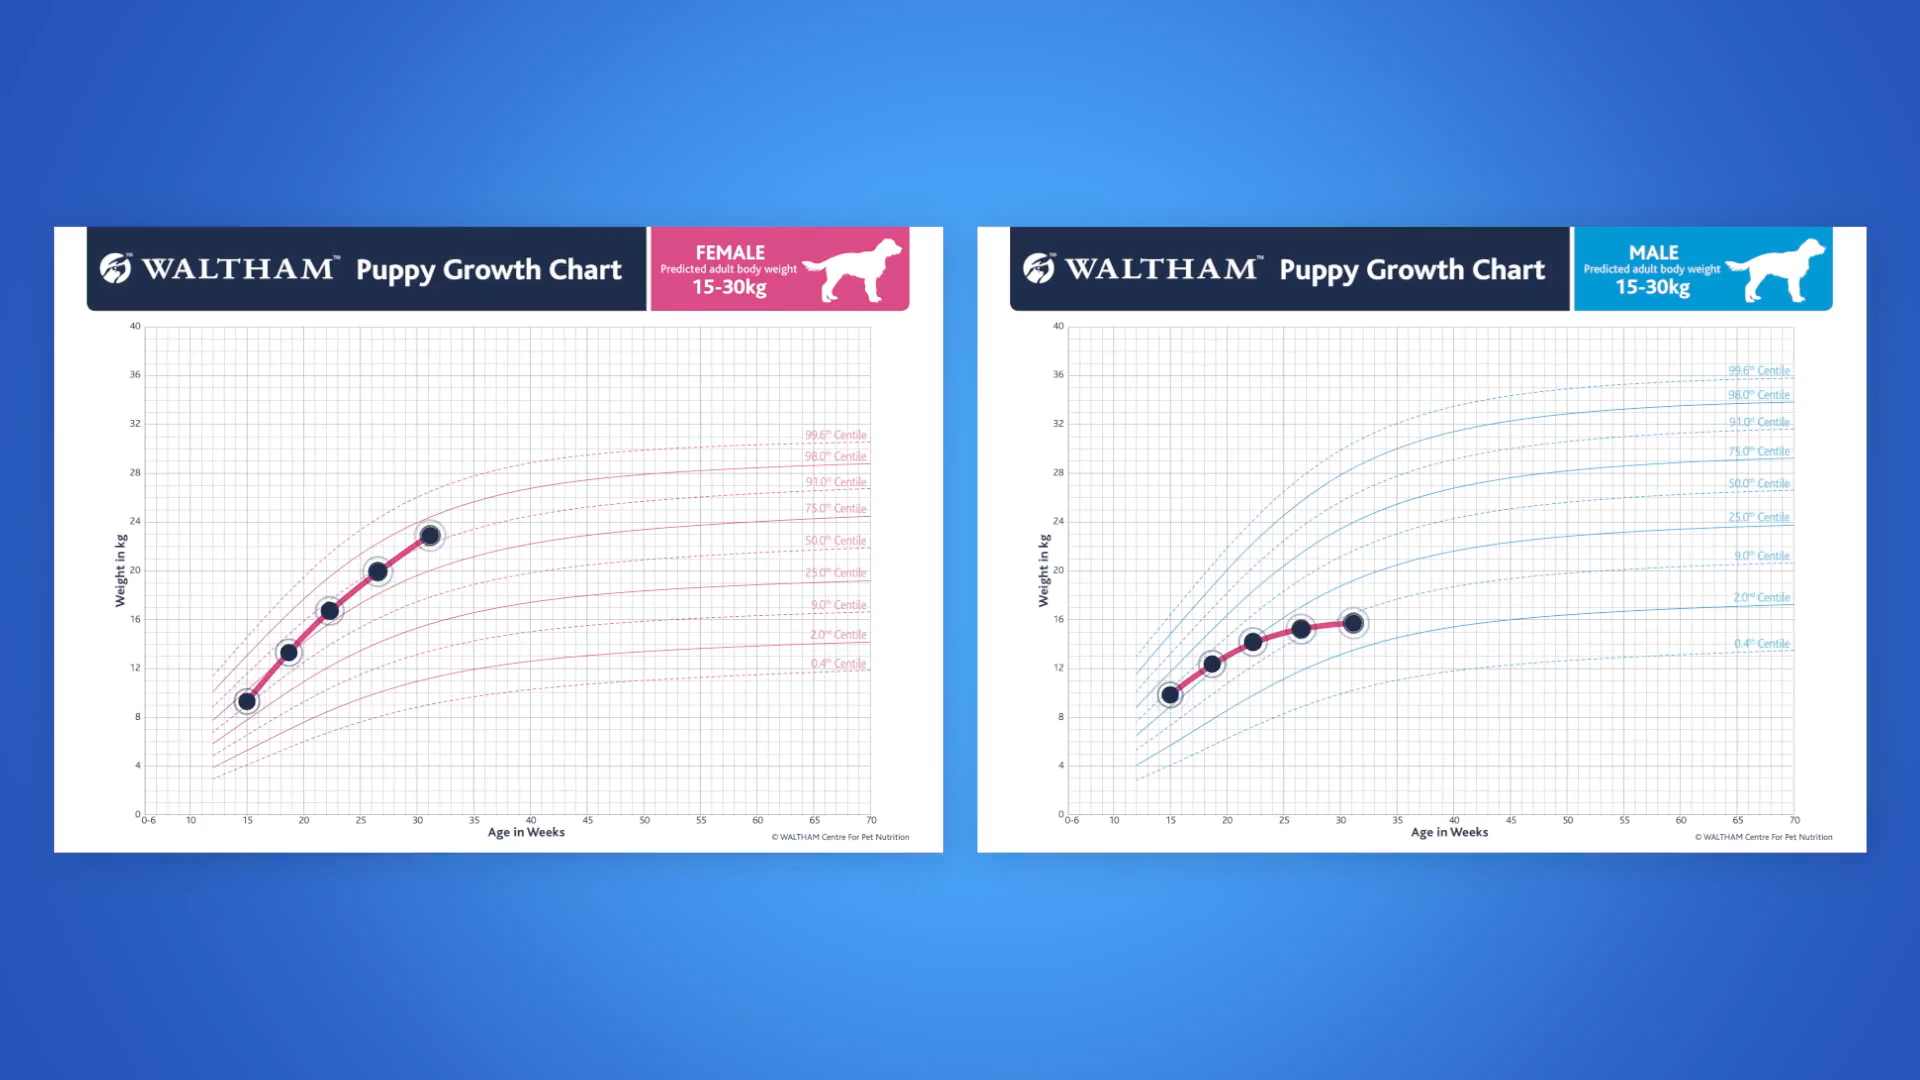 WALTHAM™ Puppy Growth Chart
FEMALE
Predicted adult body weight
15-30kg
40
36
32
28
24
20
16
12
8
4
0
Weight in kg
99.6th Centile
98.0th Centile
91.0st Centile
75.0th Centile
50.0th Centile
25.0th Centile
9.0th Centile
2.0nd Centile
0.4th Centile
0-6 10 15 20 25 30 35 40 45 50 55 60 65 70
Age in Weeks
© WALTHAM Centre For Pet Nutrition
WALTHAM™ Puppy Growth Chart
MALE
Predicted adult body weight
15-30kg
40
36
32
28
24
20
16
12
8
4
0
Weight in kg
99.6th Centile
98.0th Centile
91.0st Centile
75.0th Centile
50.0th Centile
25.0th Centile
9.0th Centile
2.0nd Centile
0.4th Centile
0-6 10 15 20 25 30 35 40 45 50 55 60 65 70
Age in Weeks
© WALTHAM Centre For Pet Nutrition